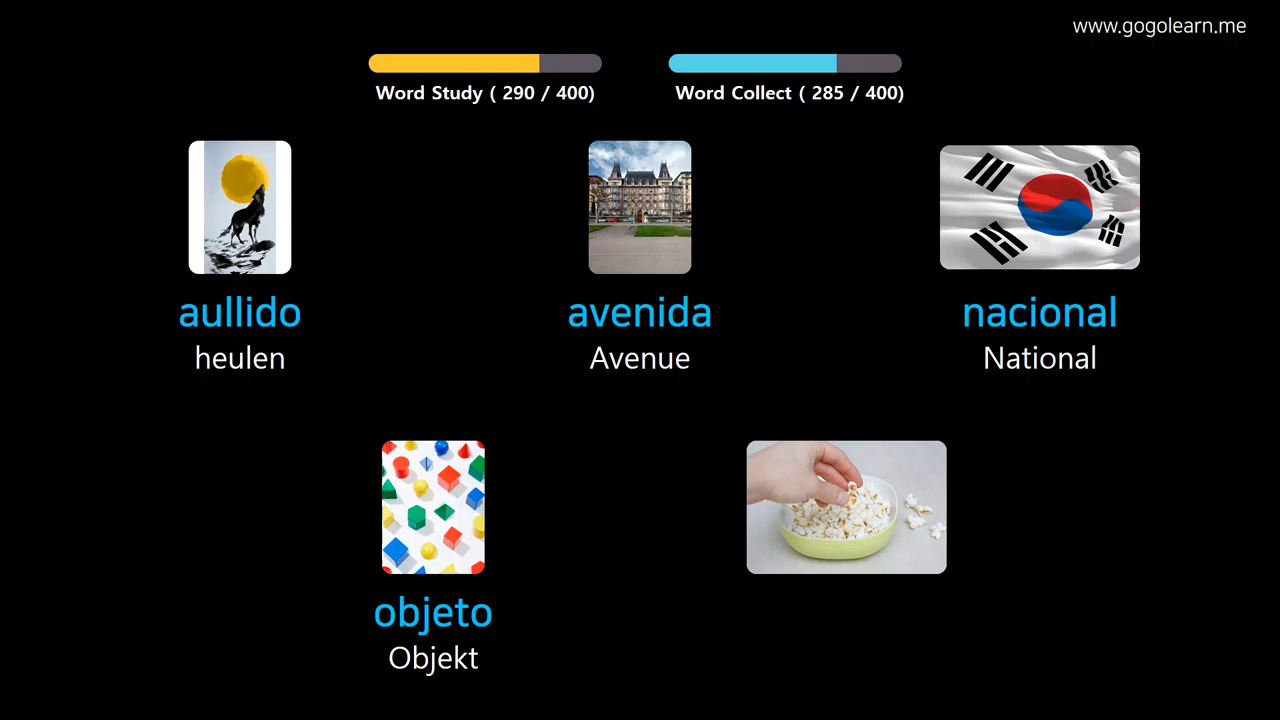 www.gogolearn.me
Word Study ( 290 / 400)
Word Collect ( 285 / 400)
aullido
heulen
avenida
Avenue
nacional
National
objeto
Objekt